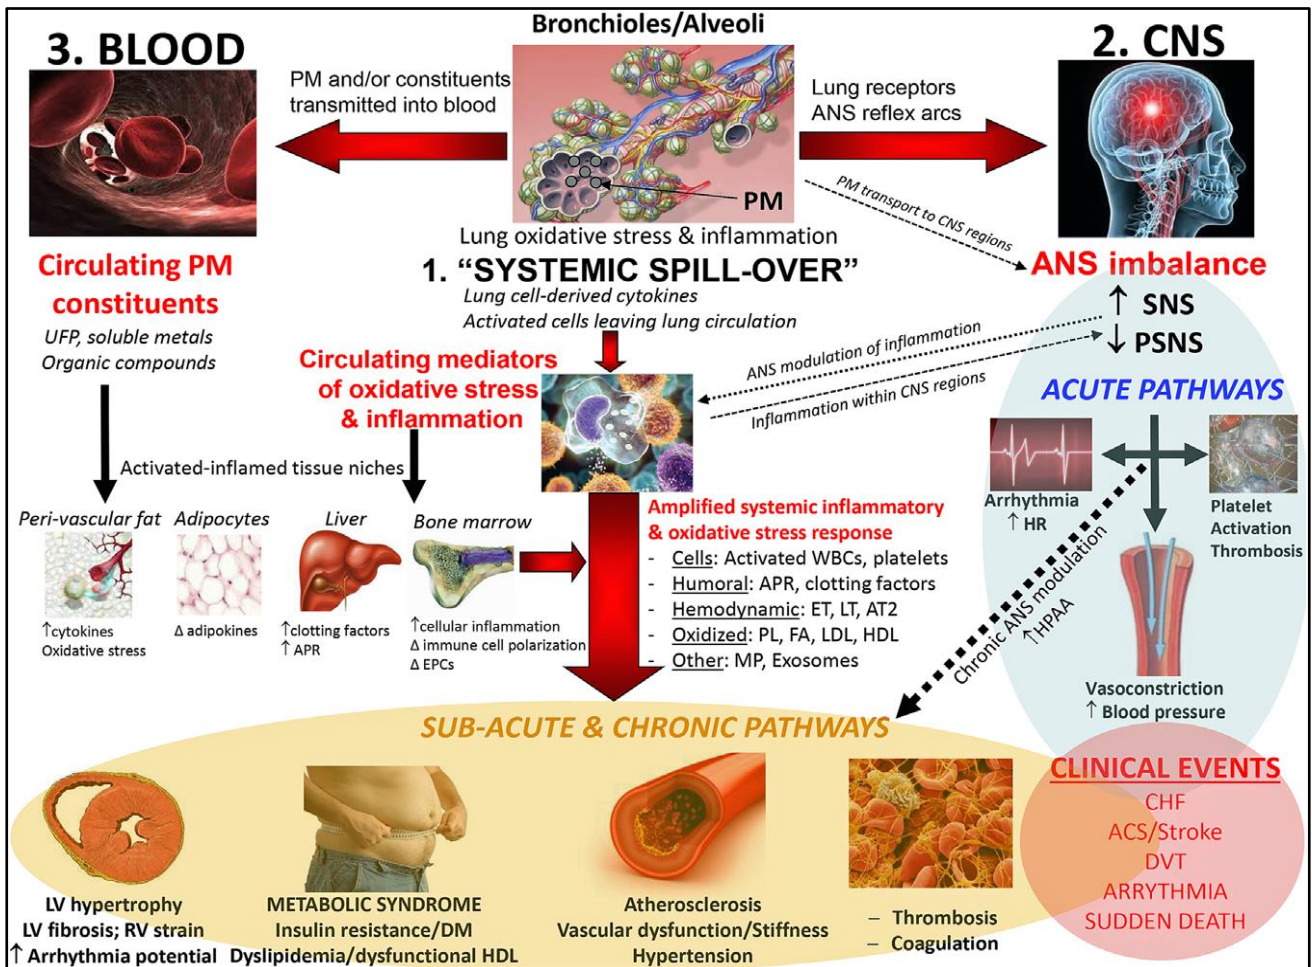 3. BLOOD
Bronchioles/Alveoli
2. CNS
PM and/or constituents
transmitted into blood
Lung receptors
ANS reflex arcs
PM
PM transport to CNS regions
Lung oxidative stress & inflammation
1. “SYSTEMIC SPILL-OVER”
Lung cell-derived cytokines
Activated cells leaving lung circulation
Circulating PM
constituents
UFP, soluble metals
Organic compounds
Circulating mediators
of oxidative stress
& inflammation
ANS modulation of inflammation
Inflammation within CNS regions
ANS imbalance
↑ SNS
↓ PSNS
ACUTE PATHWAYS
Arrhythmia
↑ HR
Platelet
Activation
Thrombosis
Chronic ANS modulation
↑HPAA
Vasoconstriction
↑ Blood pressure
Activated-inflamed tissue niches
Peri-vascular fat
↑cytokines
Oxidative stress
Adipocytes
Δ adipokines
Liver
↑clotting factors
↑ APR
Bone marrow
↑cellular inflammation
Δ immune cell polarization
Δ EPCs
Amplified systemic inflammatory
& oxidative stress response
- Cells: Activated WBCs, platelets
- Humoral: APR, clotting factors
- Hemodynamic: ET, LT, AT2
- Oxidized: PL, FA, LDL, HDL
- Other: MP, Exosomes
SUB-ACUTE & CHRONIC PATHWAYS
LV hypertrophy
LV fibrosis; RV strain
↑ Arrhythmia potential
METABOLIC SYNDROME
Insulin resistance/DM
Dyslipidemia/dysfunctional HDL
Atherosclerosis
Vascular dysfunction/Stiffness
Hypertension
– Thrombosis
– Coagulation
CLINICAL EVENTS
CHF
ACS/Stroke
DVT
ARRYTHMIA
SUDDEN DEATH